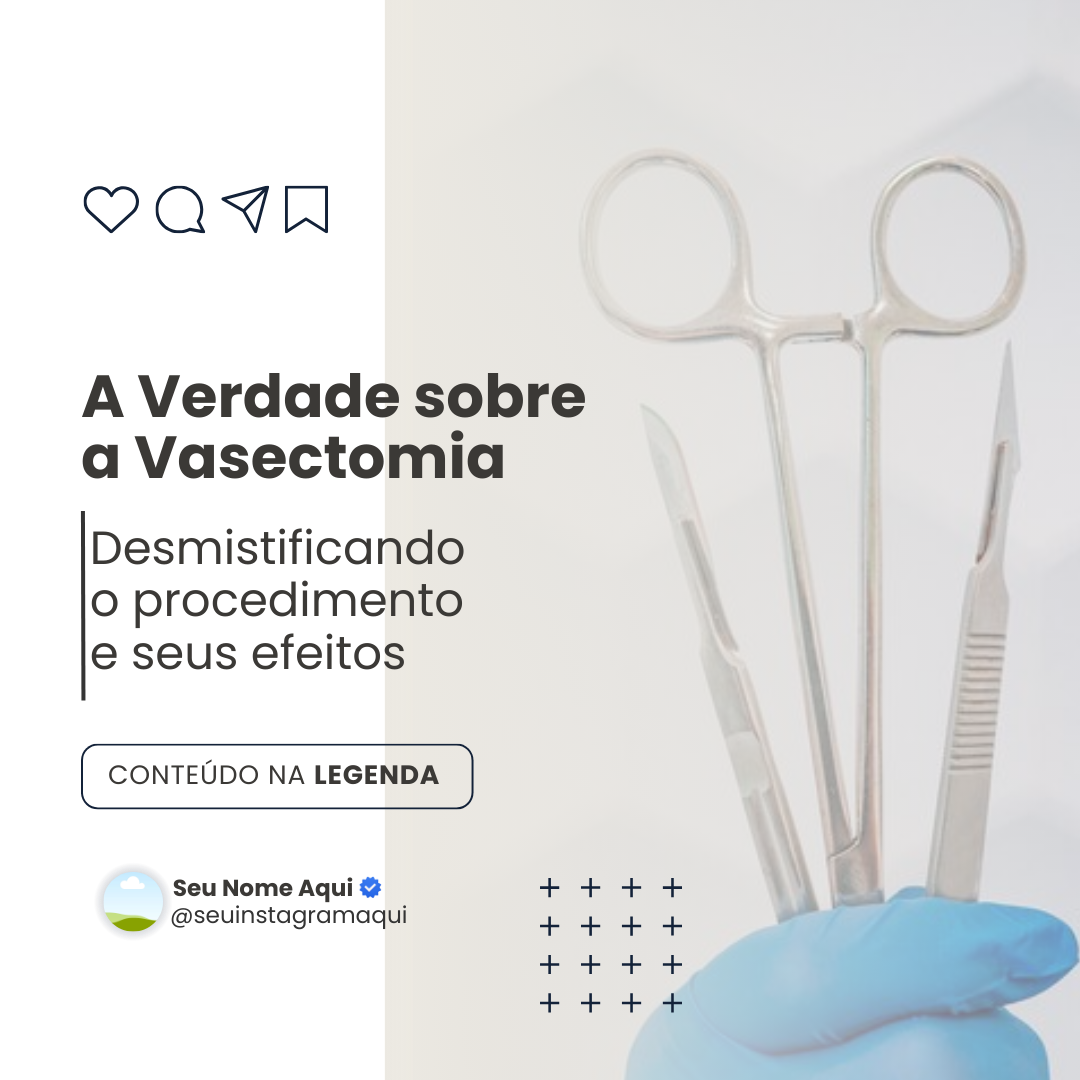 A Verdade sobre
a Vasectomia
Desmistificando
o procedimento
e seus efeitos
CONTEÚDO NA LEGENDA
Seu Nome Aqui
@seuinstagramaqui